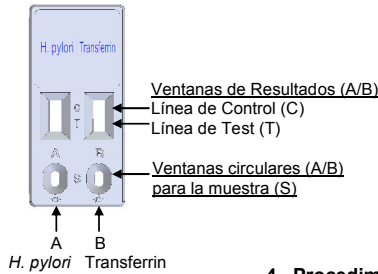 H. pylori Transferrin
Ventanas de Resultados (A/B)
C Línea de Control (C)
T Línea de Test (T)
A B
S
Ventanas circulares (A/B)
para la muestra (S)
A B
H. pylori Transferrin
4. Procedim